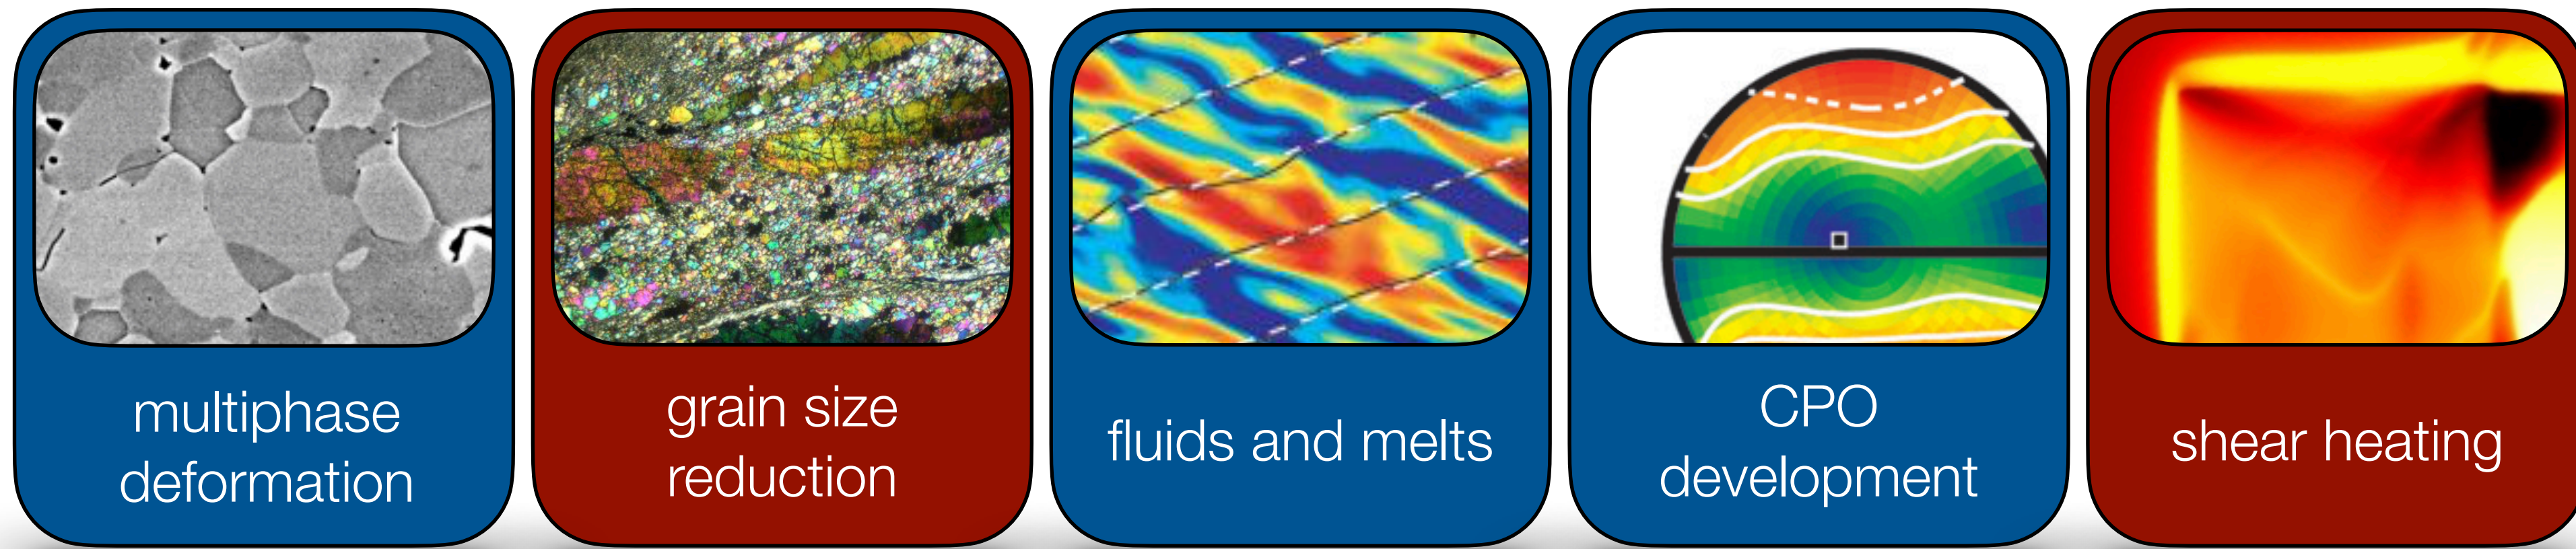 multiphase
deformation
grain size
reduction
fluids and melts
CPO
development
shear heating